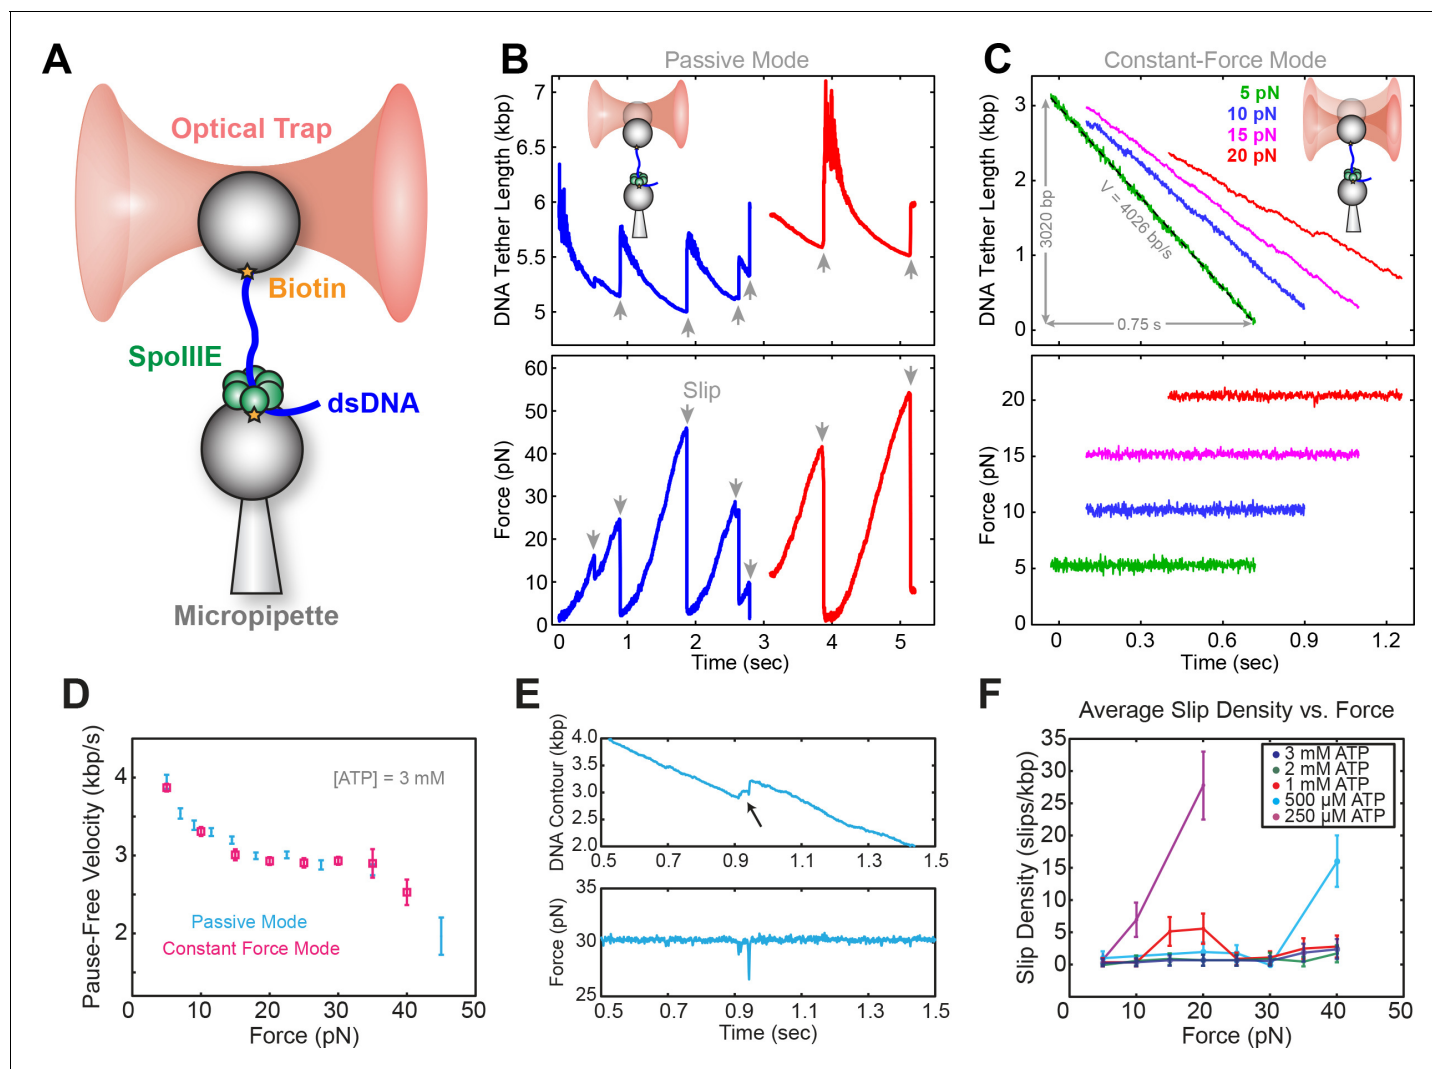 A
Optical Trap
Biotin
SpoIIIE
dsDNA
Micropipette
B
Passive Mode
DNA Tether Length (kbp)
7
6.5
6
5.5
5
Slip
Force (pN)
60
50
40
30
20
10
0
0 1 2 3 4 5
Time (sec)
C
Constant-Force Mode
DNA Tether Length (kbp)
3
2
1
0
5 pN
10 pN
15 pN
20 pN
3020 bp
V = 4026 bp/s
0.75 s
Force (pN)
20
15
10
5
0
0 0.3 0.6 0.9 1.2
Time (sec)
D
Pause-Free Velocity (kbp/s)
4
3
2
[ATP] = 3 mM
Passive Mode
Constant Force Mode
0 10 20 30 40 50
Force (pN)
E
DNA Contour (kbp)
4.0
3.5
3.0
2.5
2.0
0.5 0.7 0.9 1.1 1.3 1.5
Force (pN)
35
30
25
0.5 0.7 0.9 1.1 1.3 1.5
Time (sec)
F
Average Slip Density vs. Force
Slip Density (slips/kbp)
35
30
25
20
15
10
5
0
3 mM ATP
2 mM ATP
1 mM ATP
500 µM ATP
250 µM ATP
0 10 20 30 40 50
Force (pN)